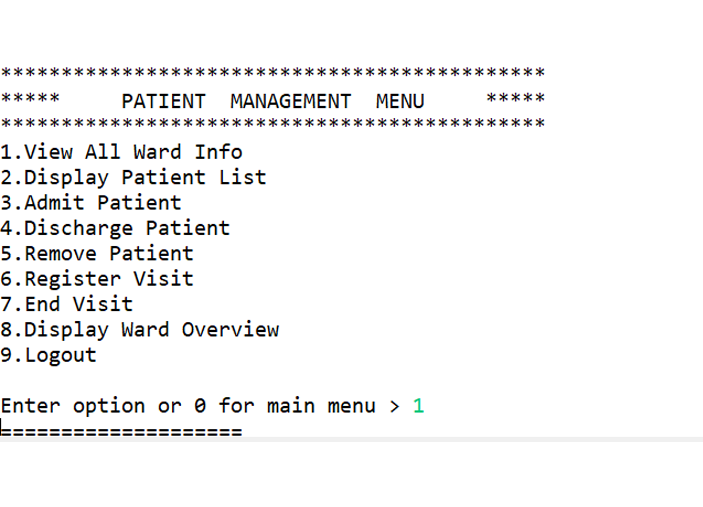 *********************************************
***** PATIENT MANAGEMENT MENU *****
*********************************************
1.View All Ward Info
2.Display Patient List
3.Admit Patient
4.Discharge Patient
5.Remove Patient
6.Register Visit
7.End Visit
8.Display Ward Overview
9.Logout
Enter option or 0 for main menu > 1
====================